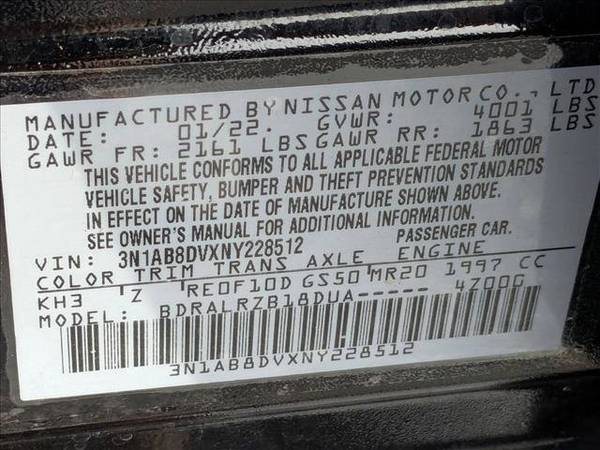 MANUFACTURED BY NISSAN MOTOR CO., LTD
DATE: 01/22. GVWR: 4001 LBS
GAWR FR: 2161 LBS GAWR RR: 1863 LBS
THIS VEHICLE CONFORMS TO ALL APPLICABLE FEDERAL MOTOR
VEHICLE SAFETY, BUMPER AND THEFT PREVENTION STANDARDS
IN EFFECT ON THE DATE OF MANUFACTURE SHOWN ABOVE.
SEE OWNER'S MANUAL FOR ADDITIONAL INFORMATION.
VIN: 3N1AB8DVXNY228512 PASSENGER CAR.
COLOR TRIM TRANS AXLE ENGINE
KH3 Z RE0F10D GS50 MR20 1997 CC
MODEL: BDRALRZB18DUA----- 4Z000
3N1AB8DVXNY228512